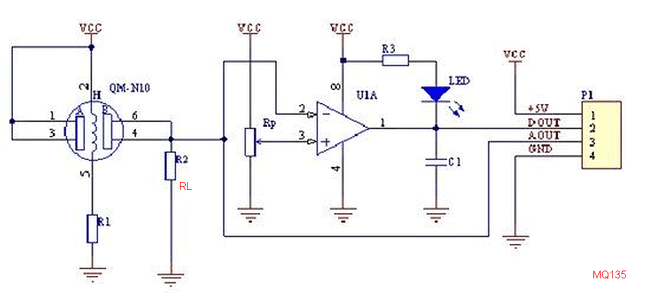 VCC
VCC
VCC
R3
VCC
QM-N10
H
2
8
LED
P1
U1A
1
A
B
6
2
+5W
1
3
4
Rp
1
DOUT
2
3
AOUT
3
R2
GND
4
5
RL
4
C1
R1
MQ135